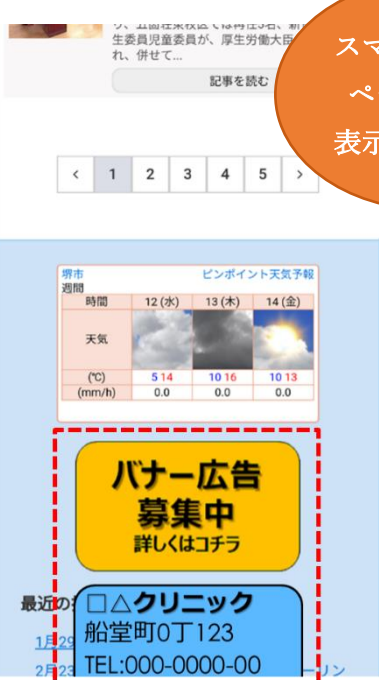 生委員児童委員が、厚生労働大臣
れ、併せて...
記事を読む
スマ
ペ
表示
< 1 2 3 4 5 >
堺市 ピンポイント天気予報
週間
時間 12(水) 13(木) 14(金)
天気
(℃) 5 14 10 16 10 13
(mm/h) 0.0 0.0 0.0
バナー広告
募集中
詳しくはコチラ
最近の
□△クリニック
船堂町0丁123
1月29
TEL:000-0000-00
2月23 ーリン